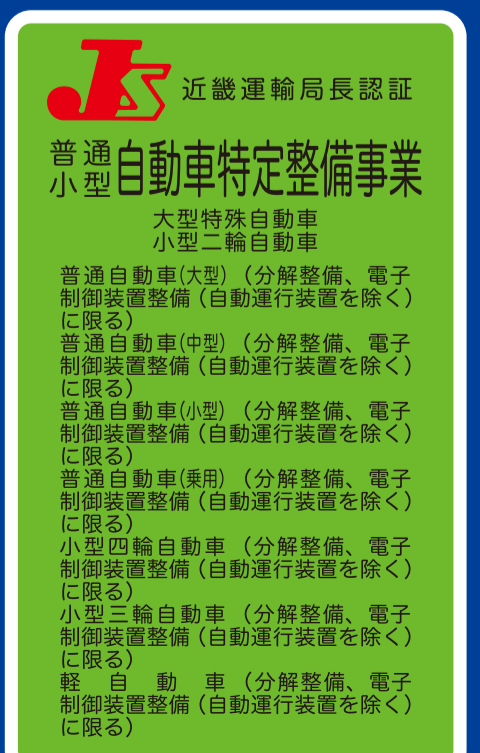 JS 近畿運輸局長認証
普通
小型 自動車特定整備事業
大型特殊自動車
小型二輪自動車
普通自動車(大型)(分解整備、電子
制御装置整備(自動運行装置を除く)
に限る)
普通自動車(中型)(分解整備、電子
制御装置整備(自動運行装置を除く)
に限る)
普通自動車(小型)(分解整備、電子
制御装置整備(自動運行装置を除く)
に限る)
普通自動車(乗用)(分解整備、電子
制御装置整備(自動運行装置を除く)
に限る)
小型四輪自動車(分解整備、電子
制御装置整備(自動運行装置を除く)
に限る)
小型三輪自動車(分解整備、電子
制御装置整備(自動運行装置を除く)
に限る)
軽自動車(分解整備、電子
制御装置整備(自動運行装置を除く)
に限る)